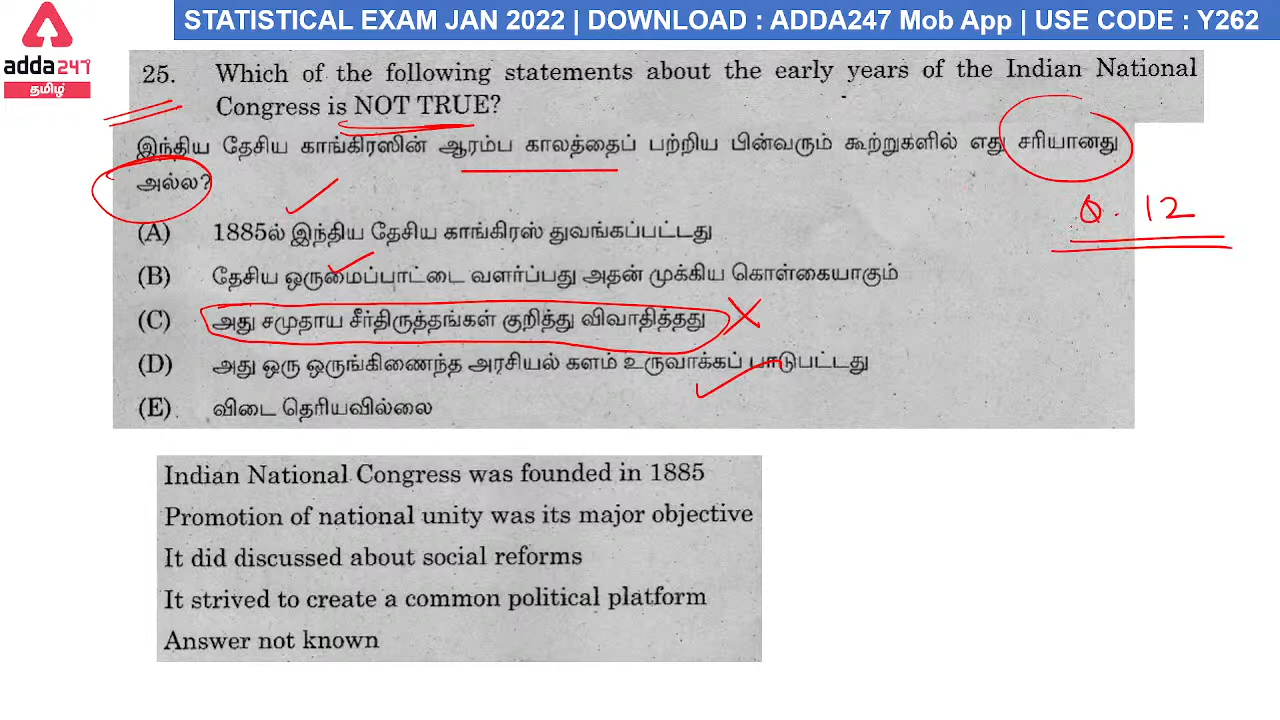 STATISTICAL EXAM JAN 2022 | DOWNLOAD : ADDA247 Mob App | USE CODE : Y262
adda247
தமிழ்
25. Which of the following statements about the early years of the Indian National
Congress is NOT TRUE?
இந்திய தேசிய காங்கிரஸின் ஆரம்ப காலத்தைப் பற்றிய பின்வரும் கூற்றுகளில் எது சரியானது
அல்ல?
Q. 12
(A) 1885ல் இந்திய தேசிய காங்கிரஸ் துவங்கப்பட்டது
(B) தேசிய ஒருமைப்பாட்டை வளர்ப்பது அதன் முக்கிய கொள்கையாகும்
(C) அது சமுதாய சீர்திருத்தங்கள் குறித்து விவாதித்தது
(D) அது ஒரு ஒருங்கிணைந்த அரசியல் களம் உருவாக்கப் பாடுபட்டது
(E) விடை தெரியவில்லை
Indian National Congress was founded in 1885
Promotion of national unity was its major objective
It did discussed about social reforms
It strived to create a common political platform
Answer not known